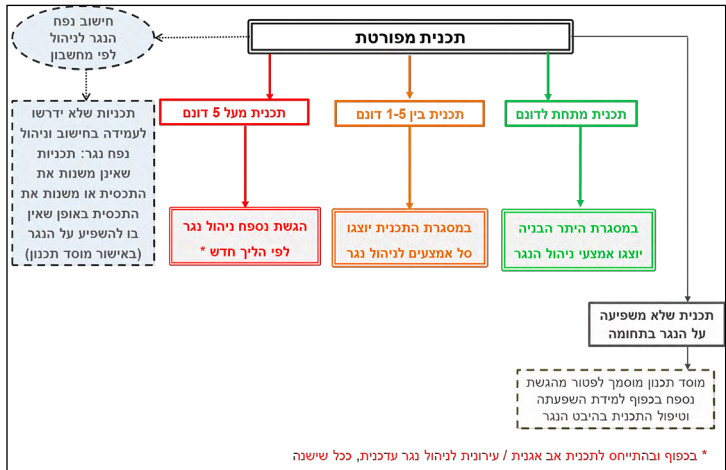 תכנית מפורטת
חישוב נפח
הנגר לניהול
לפי מחשבון
תכנית מתחת לדונם
תכנית בין 1-5 דונם
תכנית מעל 5 דונם
תכניות שלא ידרשו
לעמידה בחישוב וניהול
נפח נגר: תכניות
שאינן משנות את
התכסית או משנות את
התכסית באופן שאין
בו להשפיע על הנגר
(באישור מוסד תכנון)
במסגרת היתר הבניה
יוצגו אמצעי ניהול הנגר
במסגרת התכנית יוצגו
סל אמצעים לניהול נגר
הגשת נספח ניהול נגר
לפי הליך חדש *
תכנית שלא משפיעה
על הנגר בתחומה
מוסד תכנון מוסמך לפטור מהגשת
נספח בכפוף למידת השפעתה
וטיפול התכנית בהיבט הנגר
* בכפוף ובהתייחס לתכנית אב אגנית / עירונית לניהול נגר עדכנית, ככל שישנה